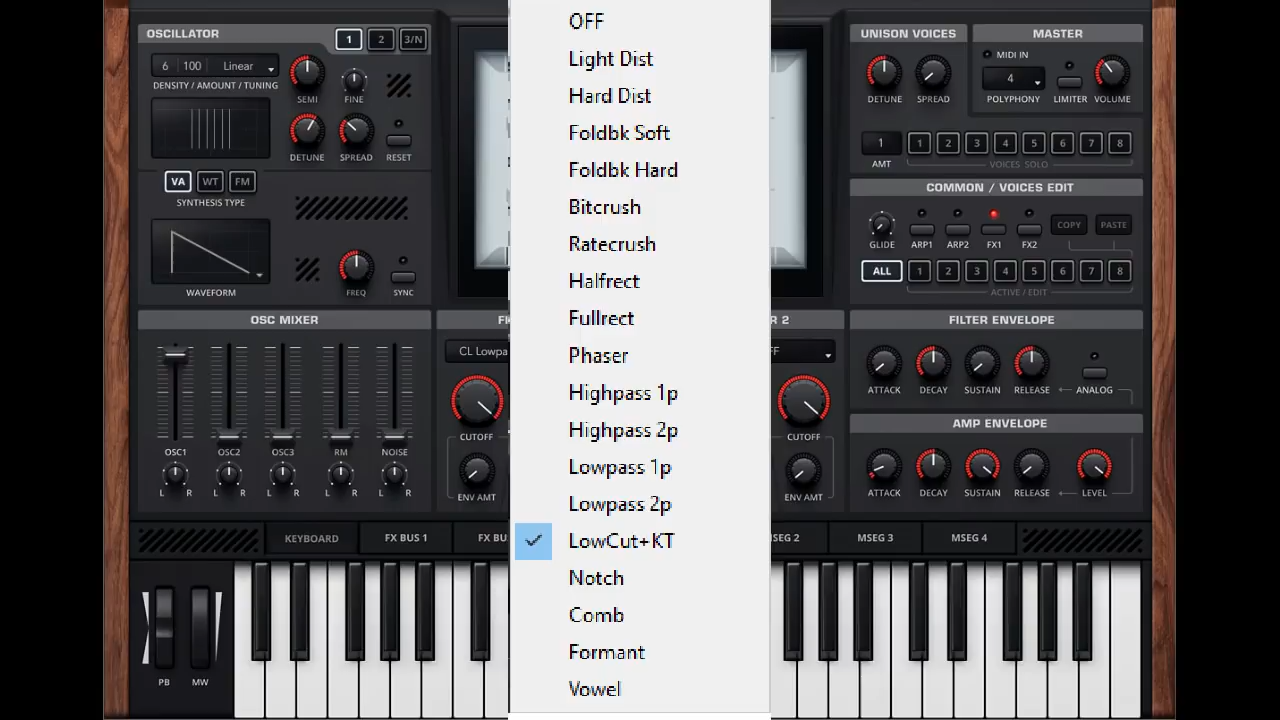 OSCILLATOR
1 2 3/N
6 100 Linear
DENSITY / AMOUNT / TUNING
SEMI FINE
DETUNE SPREAD RESET
VA WT FM
SYNTHESIS TYPE
WAVEFORM
FREQ SYNC
OFF
Light Dist
Hard Dist
Foldbk Soft
Foldbk Hard
Bitcrush
Ratecrush
Halfrect
Fullrect
Phaser
Highpass 1p
Highpass 2p
Lowpass 1p
Lowpass 2p
LowCut+KT
Notch
Comb
Formant
Vowel
UNISON VOICES
DETUNE SPREAD
MASTER
MIDI IN
4
POLYPHONY LIMITER VOLUME
1 1 2 3 4 5 6 7 8
AMT VOICES SOLO
COMMON / VOICES EDIT
GLIDE ARP1 ARP2 FX1 FX2 COPY PASTE
ALL 1 2 3 4 5 6 7 8
ACTIVE / EDIT
OSC MIXER
OSC1 OSC2 OSC3 RM NOISE
L R L R L R L R L R
CL Lowpa
CUTOFF
ENV AMT
R 2
FF
CUTOFF
ENV AMT
FILTER ENVELOPE
ATTACK DECAY SUSTAIN RELEASE ANALOG
AMP ENVELOPE
ATTACK DECAY SUSTAIN RELEASE LEVEL
KEYBOARD FX BUS 1 FX BU MSEG 2 MSEG 3 MSEG 4
PB MW